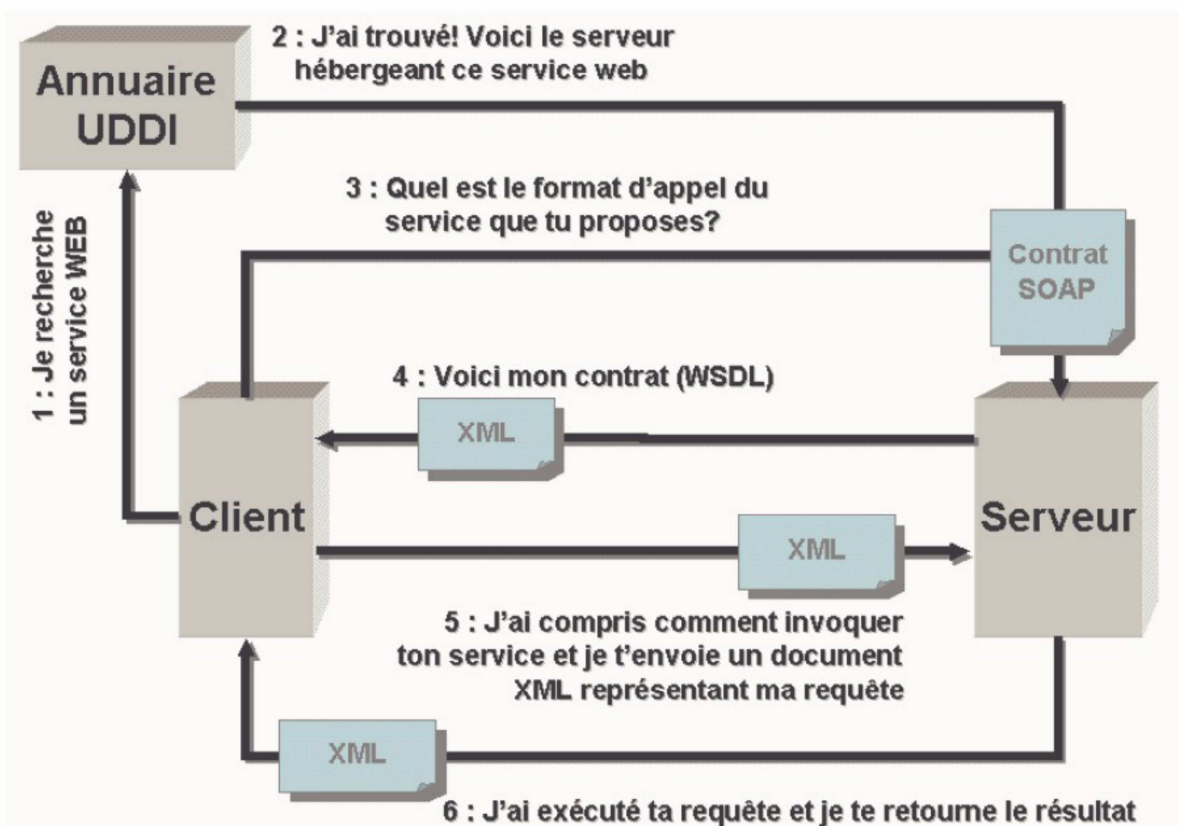 2 : J'ai trouvé! Voici le serveur
hébergeant ce service web
Annuaire
UDDI
3 : Quel est le format d'appel du
service que tu proposes?
1 : Je recherche
un service WEB
Contrat
SOAP
4 : Voici mon contrat (WSDL)
XML
Client
Serveur
XML
5 : J'ai compris comment invoquer
ton service et je t'envoie un document
XML représentant ma requête
XML
6 : J'ai exécuté ta requête et je te retourne le résultat